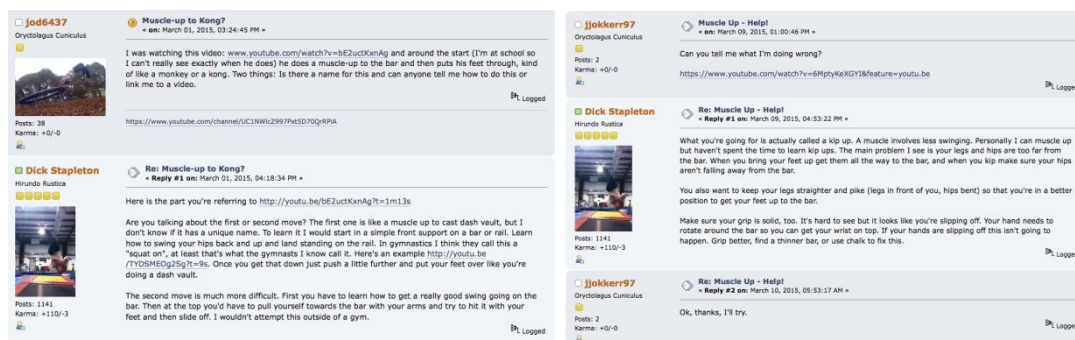 jod6437
Oryctolagus Cuniculus
Posts: 38
Karma: +0/-0
Muscle-up to Kong?
« on: March 01, 2015, 03:24:45 PM »
I was watching this video: www.youtube.com/watch?v=bE2uctKxnAg and around the start (I'm at school so
I can't really see exactly when he does) he does a muscle-up to the bar and then puts his feet through, kind
of like a monkey or a kong. Two things: Is there a name for this and can anyone tell me how to do this or
link me to a video.
Logged
https://www.youtube.com/channel/UC1NWlcZ997Pxt5D70QrRPiA
Dick Stapleton
Hirundo Rustica
Posts: 1141
Karma: +110/-3
Re: Muscle-up to Kong?
« Reply #1 on: March 01, 2015, 04:18:34 PM »
Here is the part you're referring to http://youtu.be/bE2uctKxnAg?t=1m13s
Are you talking about the first or second move? The first one is like a muscle up to cast dash vault, but I
don't know if it has a unique name. To learn it I would start in a simple front support on a bar or rail. Learn
how to swing your hips back and up and land standing on the rail. In gymnastics I think they call this a
"squat on", at least that's what the gymnasts I know call it. Here's an example http://youtu.be
/TYDSMEOg2Sg?t=9s. Once you get that down just push a little further and put your feet over like you're
doing a dash vault.
The second move is much more difficult. First you have to learn how to get a really good swing going on the
bar. Then at the top you'd have to pull yourself towards the bar with your arms and try to hit it with your
feet and then slide off. I wouldn't attempt this outside of a gym.
Logged
jjokkerr97
Oryctolagus Cuniculus
Posts: 2
Karma: +0/-0
Muscle Up - Help!
« on: March 09, 2015, 01:00:46 PM »
Can you tell me what I'm doing wrong?
https://www.youtube.com/watch?v=6MptyKeXGYI&feature=youtu.be
Logge
Dick Stapleton
Hirundo Rustica
Posts: 1141
Karma: +110/-3
Re: Muscle Up - Help!
« Reply #1 on: March 09, 2015, 04:53:22 PM »
What you're going for is actually called a kip up. A muscle involves less swinging. Personally I can muscle up
but haven't spent the time to learn kip ups. The main problem I see is your legs and hips are too far from
the bar. When you bring your feet up get them all the way to the bar, and when you kip make sure your hips
aren't falling away from the bar.
You also want to keep your legs straighter and pike (legs in front of you, hips bent) so that you're in a better
position to get your feet up to the bar.
Make sure your grip is solid, too. It's hard to see but it looks like you're slipping off. Your hand needs to
rotate around the bar so you can get your wrist on top. If your hands are slipping off this isn't going to
happen. Grip better, find a thinner bar, or use chalk to fix this.
Logge
jjokkerr97
Oryctolagus Cuniculus
Posts: 2
Karma: +0/-0
Re: Muscle Up - Help!
« Reply #2 on: March 10, 2015, 05:53:17 AM »
Ok, thanks, I'll try.
Logge